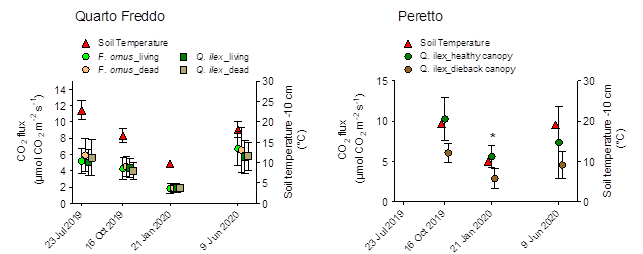 Quarto Freddo
Soil Temperature
F. ornus_living
Q. ilex_living
F. ornus_dead
Q. ilex_dead
CO2 flux
(µmol CO2 m-2 s-1)
14
12
10
8
6
4
2
0
30
25
20
15
10
5
0
Soil temperature -10 cm
(°C)
23 Jul 2019
16 Oct 2019
21 Jan 2020
9 Jun 2020
Peretto
Soil Temperature
Q. ilex_healthy canopy
Q. ilex_dieback canopy
CO2 flux
(µmol CO2 m-2 s-1)
15
10
5
0
*
30
20
10
0
Soil temperature -10 cm
(°C)
23 Jul 2019
16 Oct 2019
21 Jan 2020
9 Jun 2020